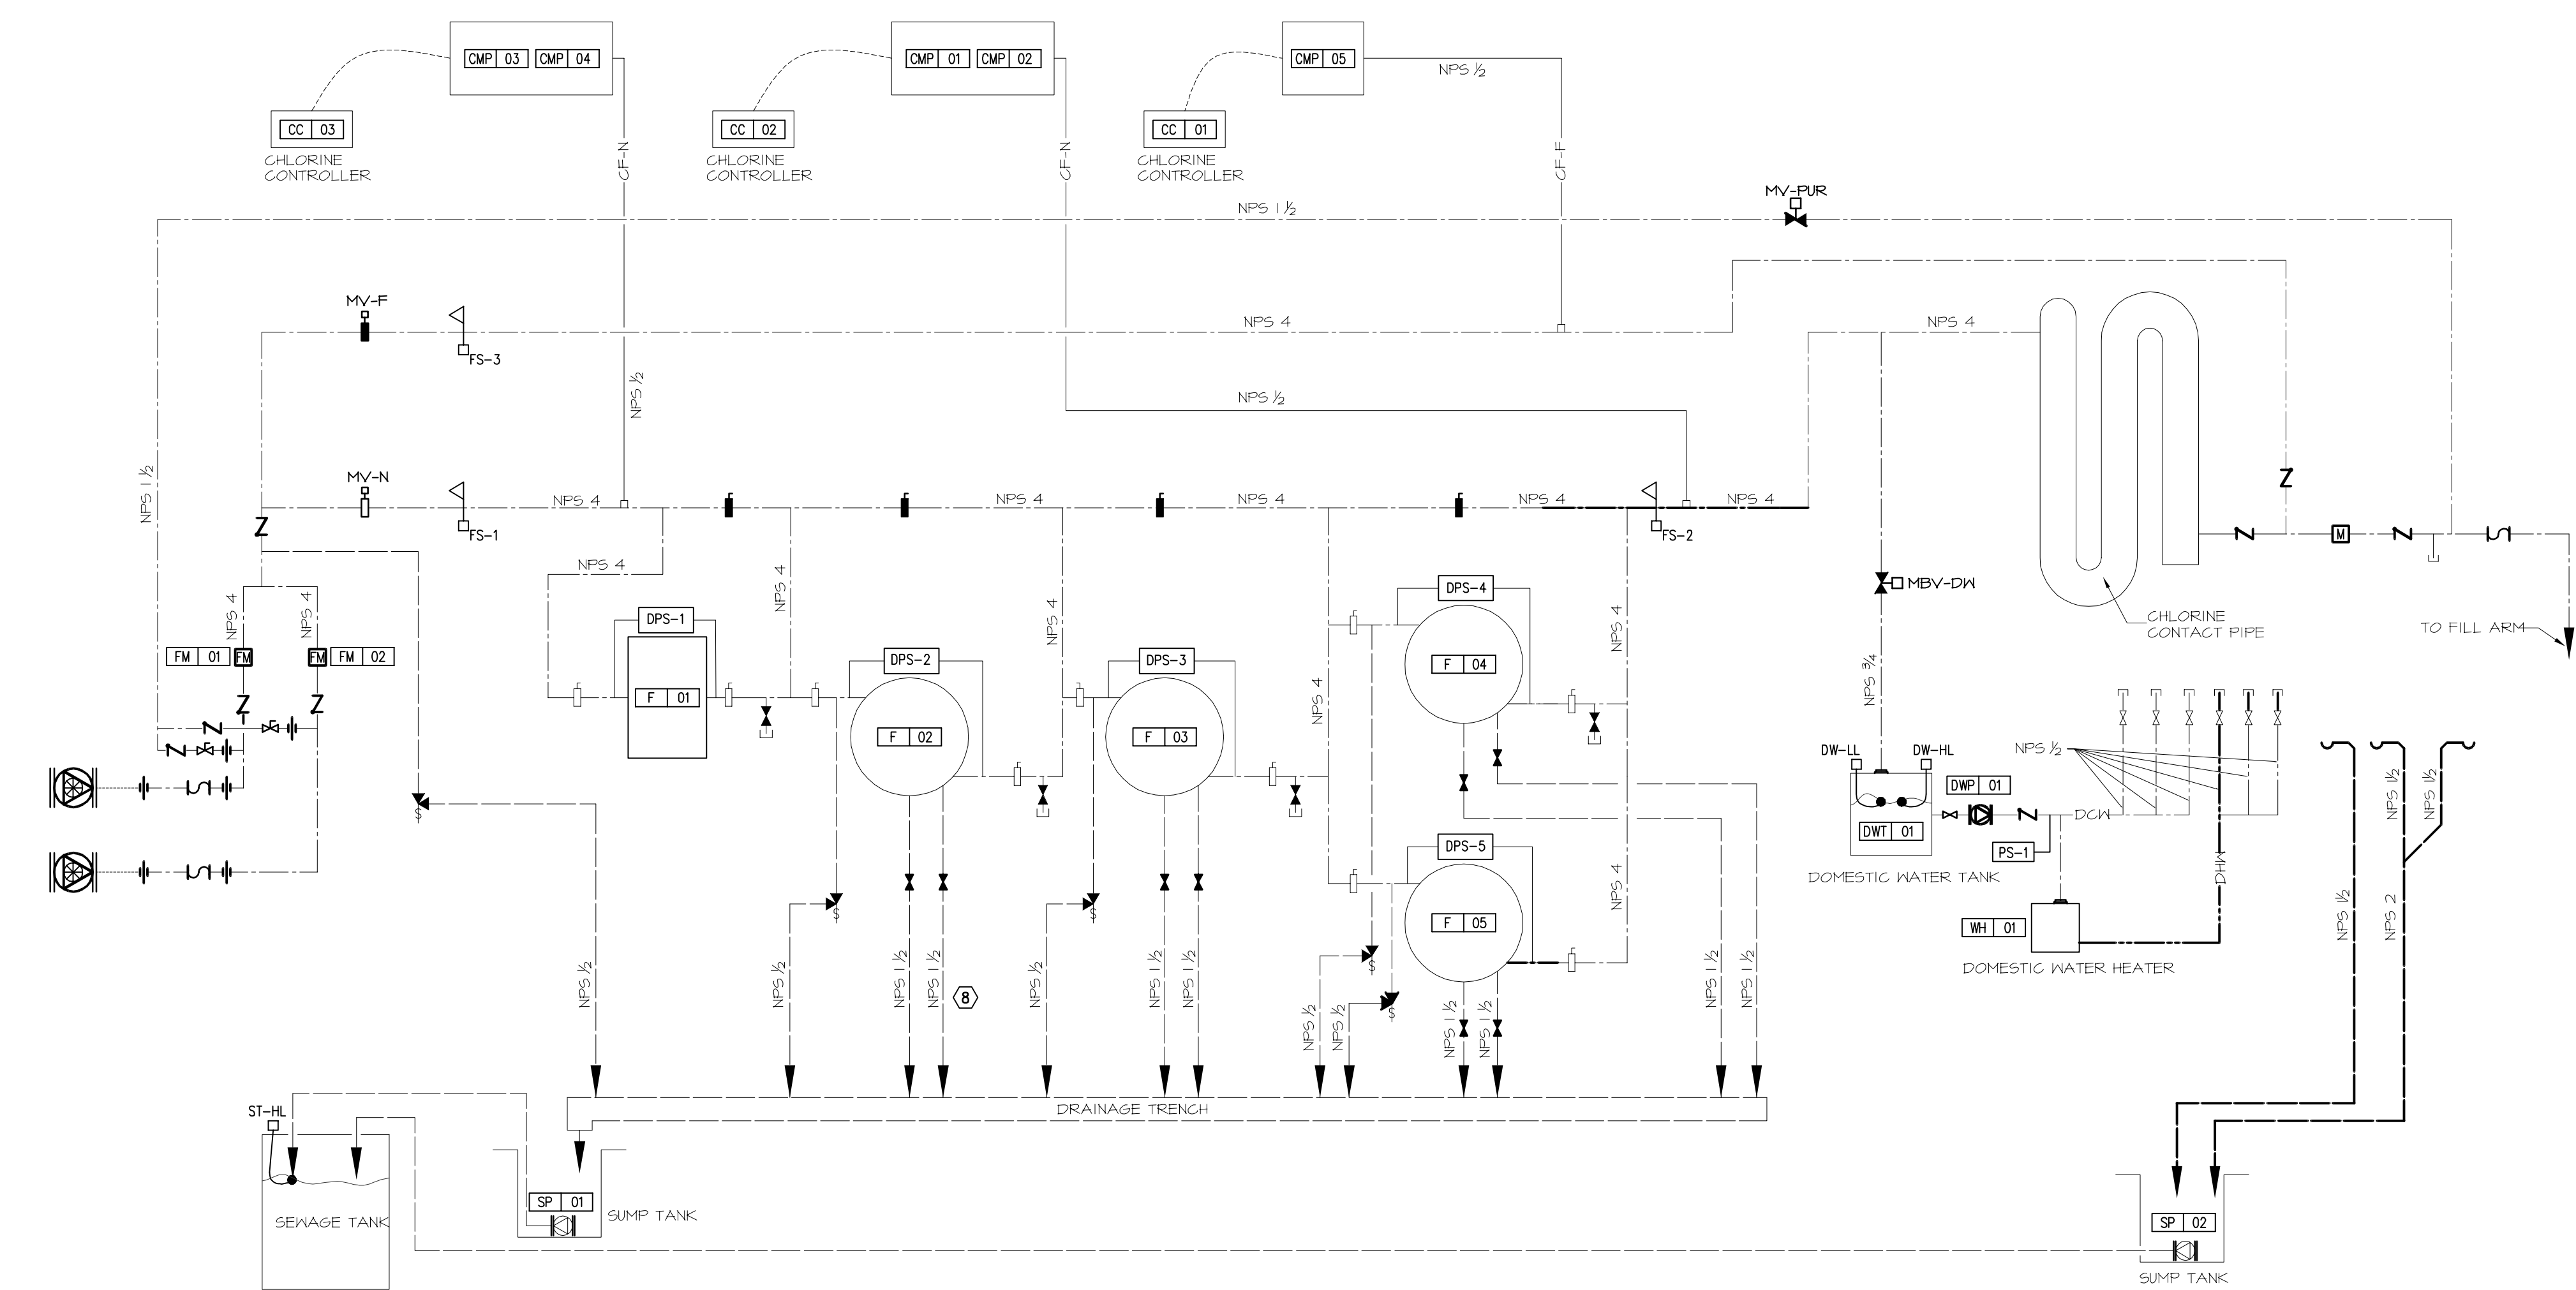 CMP 03 CMP 04
CMP 01 CMP 02
CMP 05
NPS ½
CC 03
CC 02
CC 01
CHLORINE
CONTROLLER
CHLORINE
CONTROLLER
CHLORINE
CONTROLLER
CF-N
CF-N
CF-F
MV-PUR
NPS 1 ½
MV-F
FS-3
NPS 4
NPS 4
NPS ½
NPS ½
NPS 1 ½
MV-N
FS-1
NPS 4
NPS 4
NPS 4
NPS 4
NPS 4
FS-2
M
NPS 4
NPS 4
NPS 4
NPS 4
NPS 4
NPS 4
NPS 4
NPS 4
DPS-4
MBV-DW
DPS-1
CHLORINE
CONTACT PIPE
TO FILL ARM
FM 01
FM
FM
FM 02
DPS-2
DPS-3
F 04
F 01
NPS ¾
F 02
F 03
NPS ½
DW-LL
DW-HL
DWP 01
DCW
DWT 01
PS-1
DHW
NPS 1½
NPS 1½
S
DPS-5
DOMESTIC WATER TANK
NPS 4
F 05
WH 01
DOMESTIC WATER HEATER
NPS 1½
NPS 2
S
S
S
S
NPS ½
NPS ½
NPS 1 ½
NPS 1 ½
8
NPS ½
NPS 1 ½
NPS 1 ½
NPS ½
NPS ½
NPS 1 ½
NPS 1 ½
NPS 1 ½
NPS 1 ½
DRAINAGE TRENCH
ST-HL
SEWAGE TANK
SP 01
SUMP TANK
SP 02
SUMP TANK